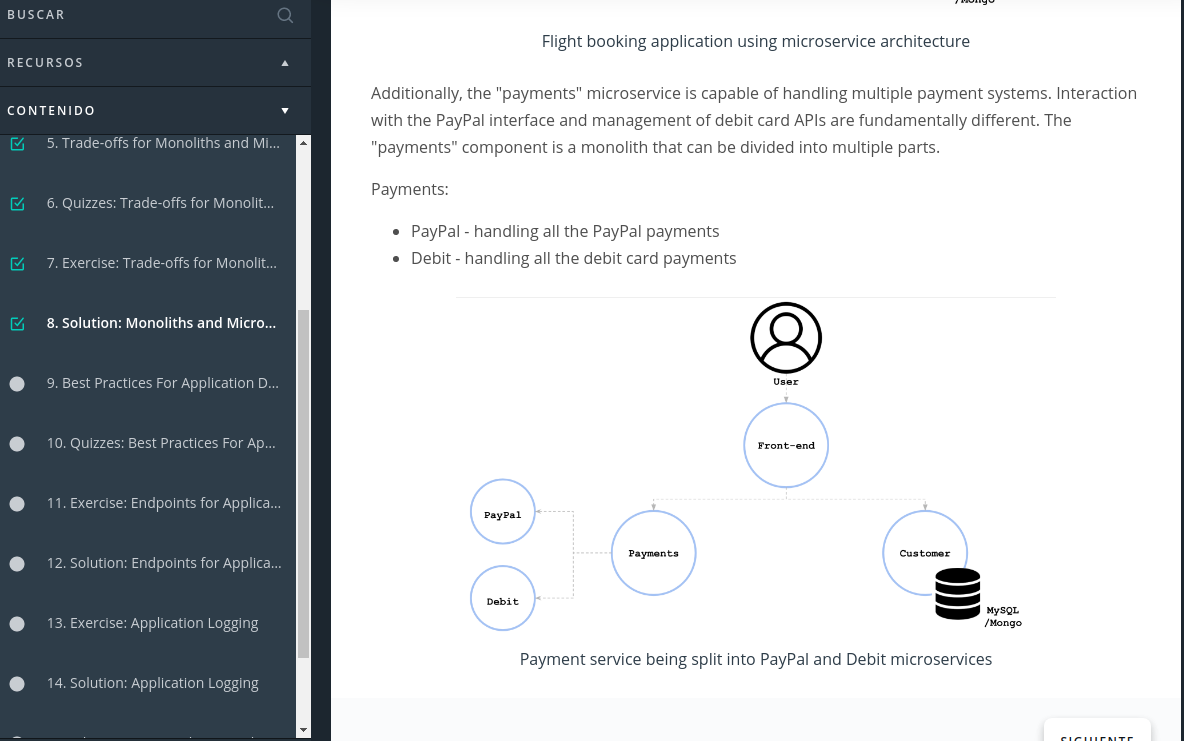 BUSCAR
RECURSOS
CONTENIDO
5. Trade-offs for Monoliths and Mi...
6. Quizzes: Trade-offs for Monolit...
7. Exercise: Trade-offs for Monolit...
8. Solution: Monoliths and Micro...
9. Best Practices For Application D...
10. Quizzes: Best Practices For Ap...
11. Exercise: Endpoints for Applica...
12. Solution: Endpoints for Applica...
13. Exercise: Application Logging
14. Solution: Application Logging
/Mongo
Flight booking application using microservice architecture
Additionally, the "payments" microservice is capable of handling multiple payment systems. Interaction
with the PayPal interface and management of debit card APIs are fundamentally different. The
"payments" component is a monolith that can be divided into multiple parts.
Payments:
• PayPal - handling all the PayPal payments
• Debit - handling all the debit card payments
User
Front-end
PayPal
Payments
Customer
Debit
MySQL
/Mongo
Payment service being split into PayPal and Debit microservices
SIGUIENTE